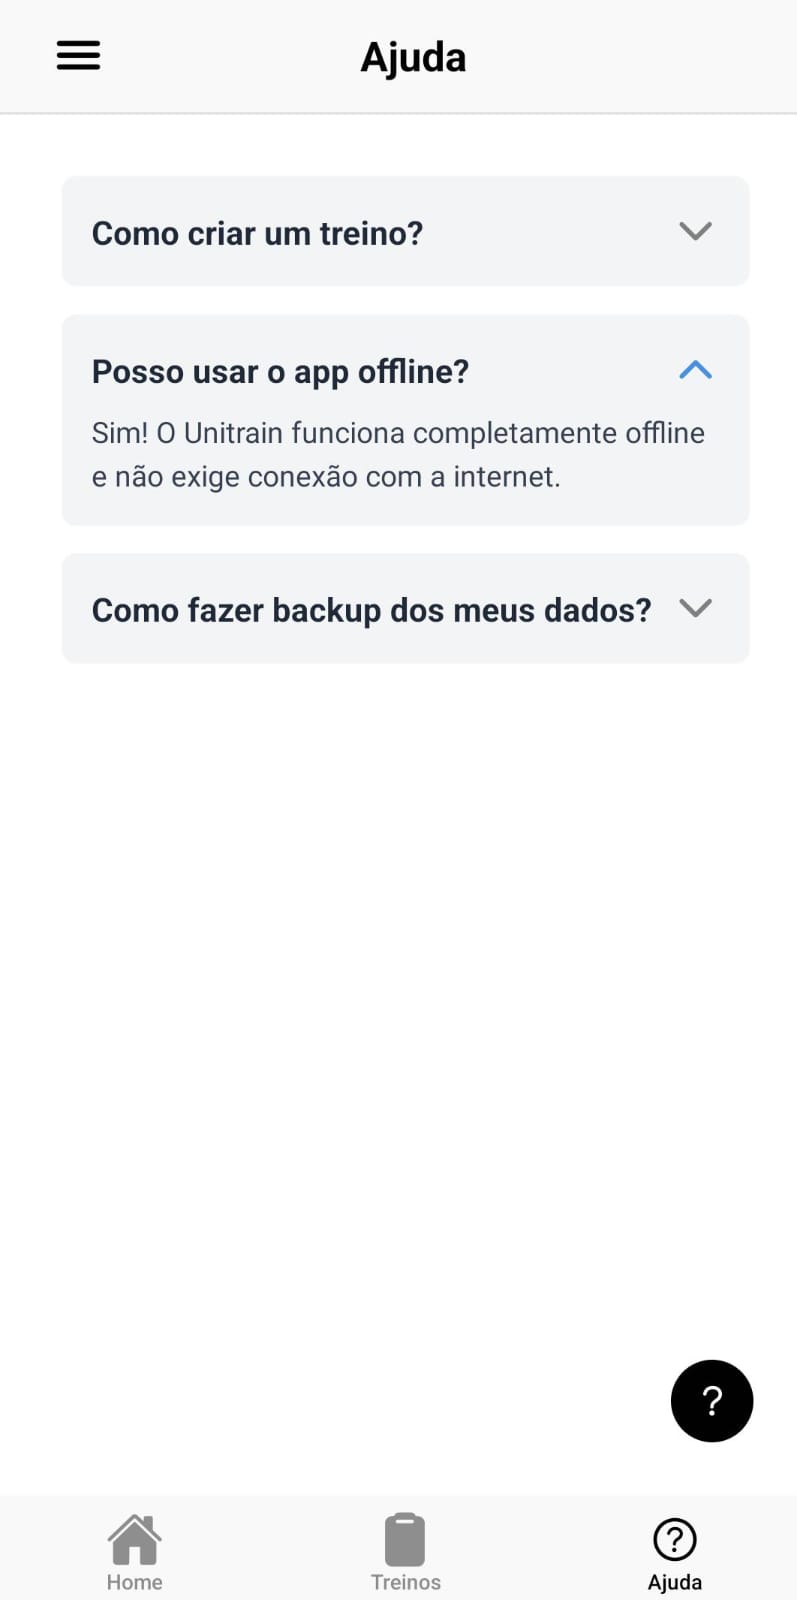 Ajuda
Como criar um treino?
Posso usar o app offline?
Sim! O Unitrain funciona completamente offline
e não exige conexão com a internet.
Como fazer backup dos meus dados?
?
Home
Treinos
?
Ajuda